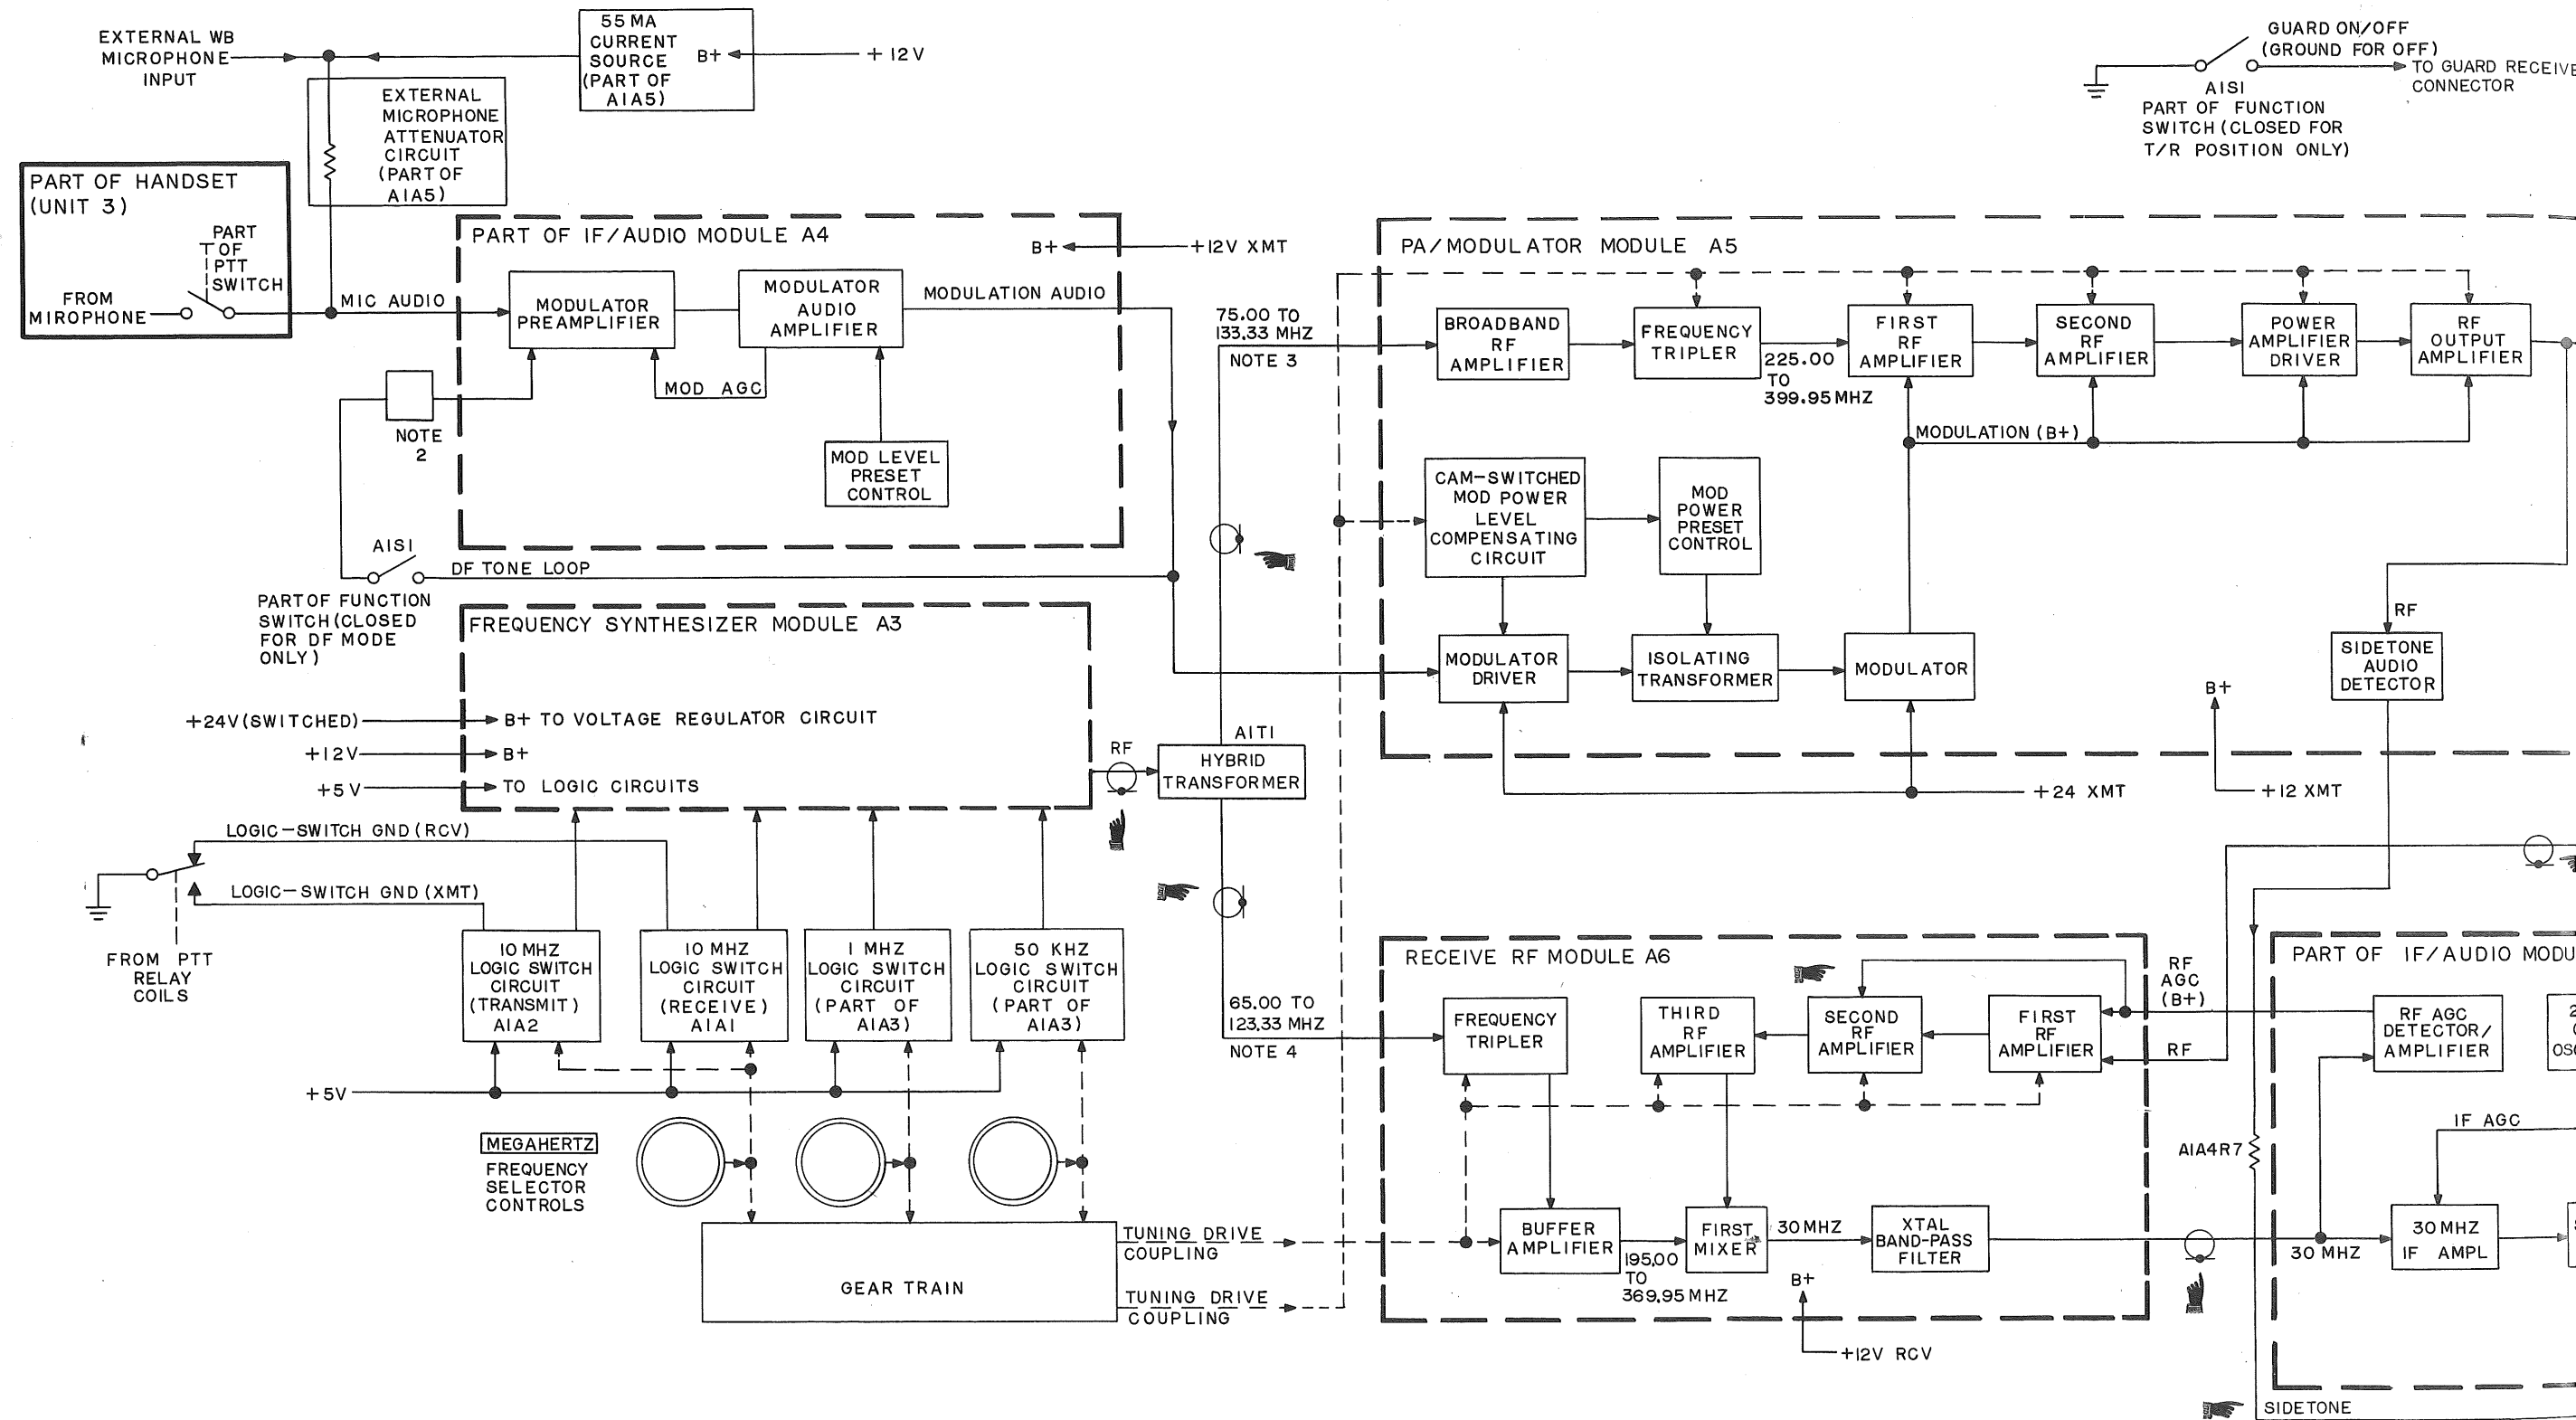 EXTERNAL WB
MICROPHONE
INPUT
55 MA
CURRENT
SOURCE
(PART OF
A1A5)
B+
+12V
EXTERNAL
MICROPHONE
ATTENUATOR
CIRCUIT
(PART OF
A1A5)
PART OF HANDSET
(UNIT 3)
PART
OF
PTT
SWITCH
FROM
MIROPHONE
MIC AUDIO
PART OF IF/AUDIO MODULE A4
B+
+12V XMT
MODULATOR
PREAMPLIFIER
MODULATOR
AUDIO
AMPLIFIER
MODULATION AUDIO
MOD AGC
MOD LEVEL
PRESET
CONTROL
NOTE
2
A1S1
DF TONE LOOP
PART OF FUNCTION
SWITCH (CLOSED
FOR DF MODE
ONLY)
FREQUENCY SYNTHESIZER MODULE A3
+24V (SWITCHED)
B+ TO VOLTAGE REGULATOR CIRCUIT
+12V
B+
+5V
TO LOGIC CIRCUITS
RF
A1T1
HYBRID
TRANSFORMER
LOGIC-SWITCH GND (RCV)
LOGIC-SWITCH GND (XMT)
FROM PTT
RELAY
COILS
10 MHZ
LOGIC SWITCH
CIRCUIT
(TRANSMIT)
A1A2
10 MHZ
LOGIC SWITCH
CIRCUIT
(RECEIVE)
A1A1
1 MHZ
LOGIC SWITCH
CIRCUIT
(PART OF
A1A3)
50 KHZ
LOGIC SWITCH
CIRCUIT
(PART OF
A1A3)
+5V
MEGAHERTZ
FREQUENCY
SELECTOR
CONTROLS
GEAR TRAIN
TUNING DRIVE
COUPLING
TUNING DRIVE
COUPLING
GUARD ON/OFF
(GROUND FOR OFF)
TO GUARD RECEIVE
CONNECTOR
A1S1
PART OF FUNCTION
SWITCH (CLOSED FOR
T/R POSITION ONLY)
PA/MODULATOR MODULE A5
75.00 TO
133.33 MHZ
NOTE 3
BROADBAND
RF
AMPLIFIER
FREQUENCY
TRIPLER
225.00
TO
399.95 MHZ
FIRST
RF
AMPLIFIER
SECOND
RF
AMPLIFIER
POWER
AMPLIFIER
DRIVER
RF
OUTPUT
AMPLIFIER
MODULATION (B+)
CAM-SWITCHED
MOD POWER
LEVEL
COMPENSATING
CIRCUIT
MOD
POWER
PRESET
CONTROL
MODULATOR
DRIVER
ISOLATING
TRANSFORMER
MODULATOR
RF
SIDETONE
AUDIO
DETECTOR
B+
+24 XMT
+12 XMT
RECEIVE RF MODULE A6
65.00 TO
123.33 MHZ
NOTE 4
FREQUENCY
TRIPLER
THIRD
RF
AMPLIFIER
SECOND
RF
AMPLIFIER
FIRST
RF
AMPLIFIER
RF
AGC
(B+)
RF
BUFFER
AMPLIFIER
195.00
TO
369.95 MHZ
FIRST
MIXER
30 MHZ
XTAL
BAND-PASS
FILTER
B+
+12V RCV
PART OF IF/AUDIO MODU
RF AGC
DETECTOR/
AMPLIFIER
2
OSC
IF AGC
A1A4R7
30 MHZ
30 MHZ
IF AMPL
SIDETONE